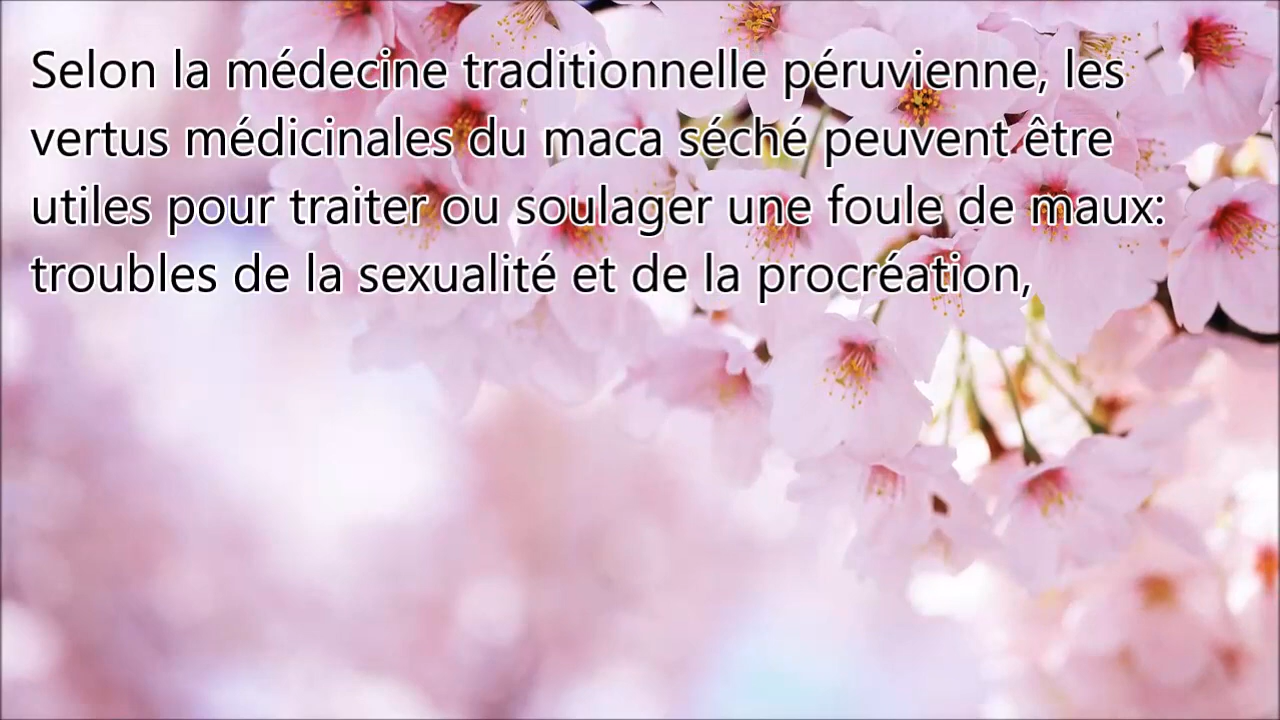 Selon la médecine traditionnelle péruvienne, les
vertus médicinales du maca séché peuvent être
utiles pour traiter ou soulager une foule de maux:
troubles de la sexualité et de la procréation,